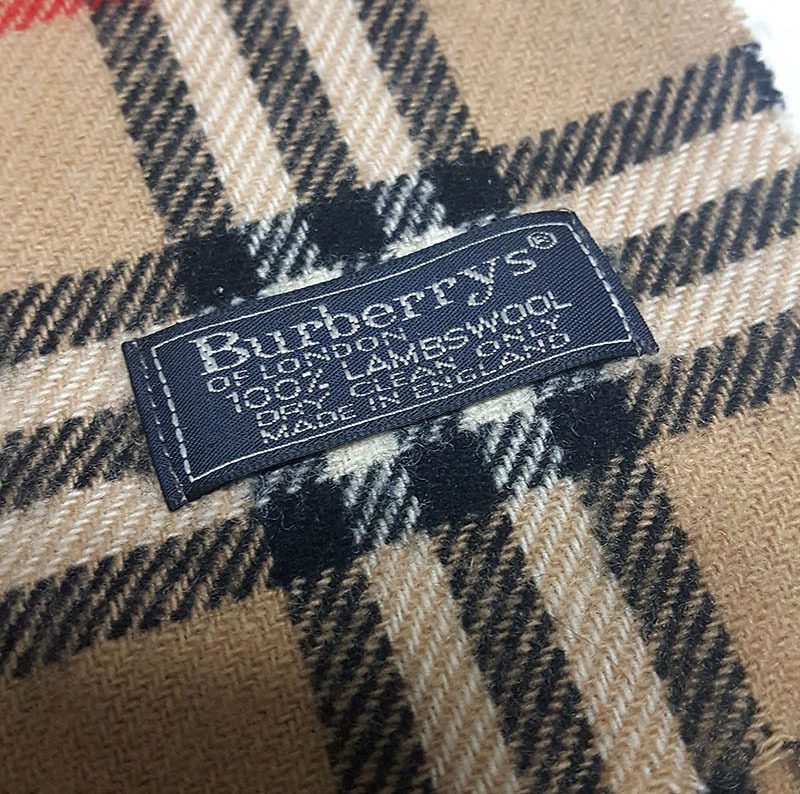 Burberrys®
OF LONDON
100% LAMBSWOOL
DRY CLEAN ONLY
MADE IN ENGLAND